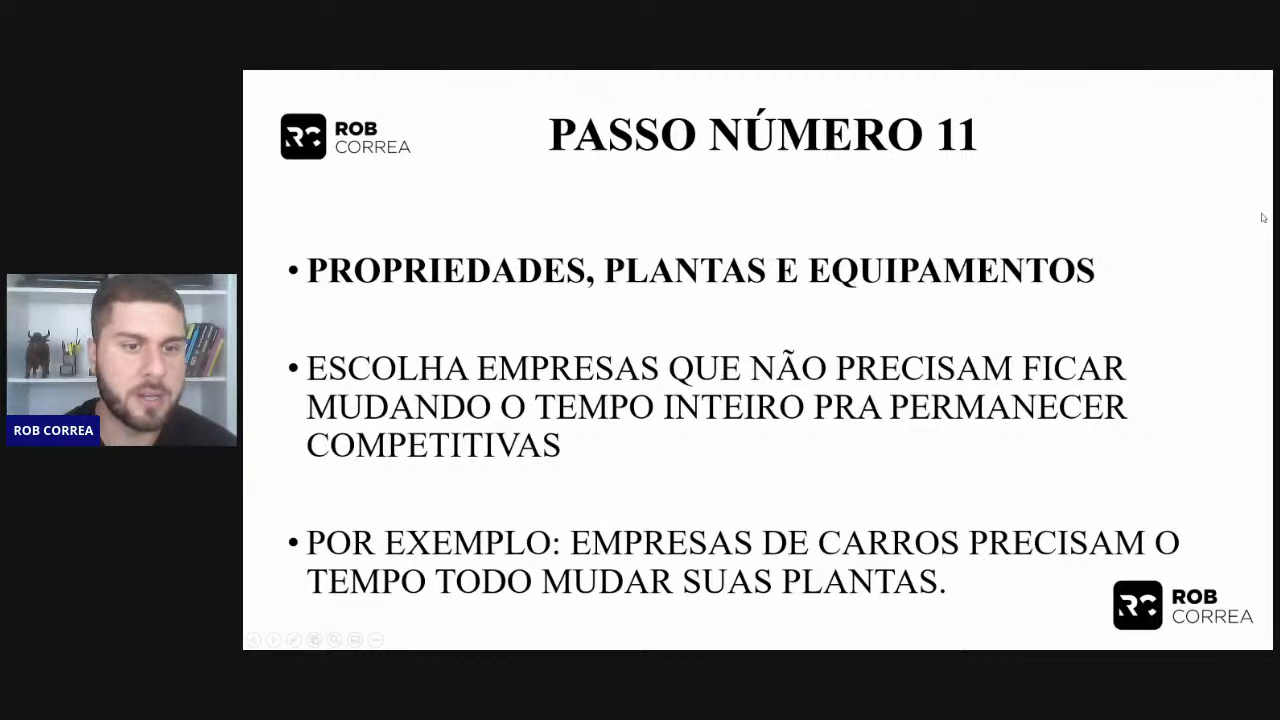 ROB
CORREA
PASSO NÚMERO 11
• PROPRIEDADES, PLANTAS E EQUIPAMENTOS
• ESCOLHA EMPRESAS QUE NÃO PRECISAM FICAR
MUDANDO O TEMPO INTEIRO PRA PERMANECER
COMPETITIVAS
• POR EXEMPLO: EMPRESAS DE CARROS PRECISAM O
TEMPO TODO MUDAR SUAS PLANTAS.
ROB
CORREA
ROB CORREA